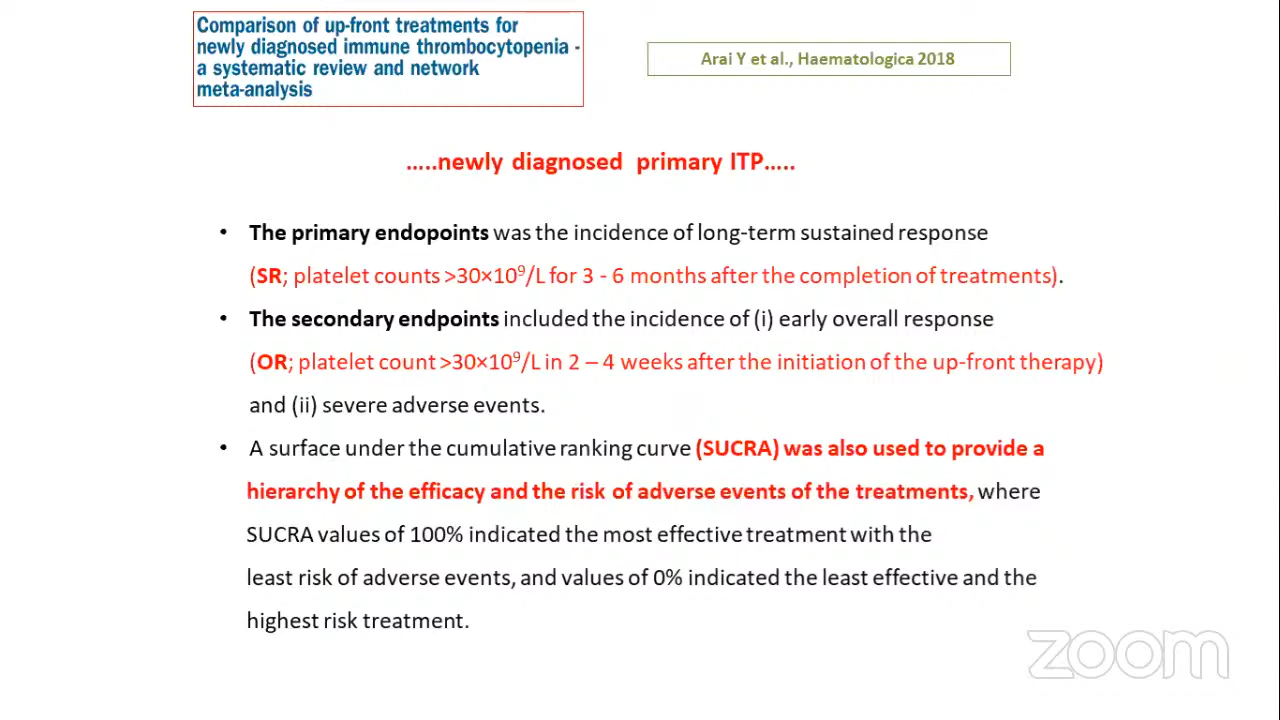 Comparison of up-front treatments for
newly diagnosed immune thrombocytopenia -
a systematic review and network
meta-analysis
Arai Y et al., Haematologica 2018
.....newly diagnosed primary ITP.....
• The primary endopoints was the incidence of long-term sustained response
(SR; platelet counts >30×10⁹/L for 3 - 6 months after the completion of treatments).
• The secondary endpoints included the incidence of (i) early overall response
(OR; platelet count >30×10⁹/L in 2 – 4 weeks after the initiation of the up-front therapy)
and (ii) severe adverse events.
• A surface under the cumulative ranking curve (SUCRA) was also used to provide a
hierarchy of the efficacy and the risk of adverse events of the treatments, where
SUCRA values of 100% indicated the most effective treatment with the
least risk of adverse events, and values of 0% indicated the least effective and the
highest risk treatment.
zoom